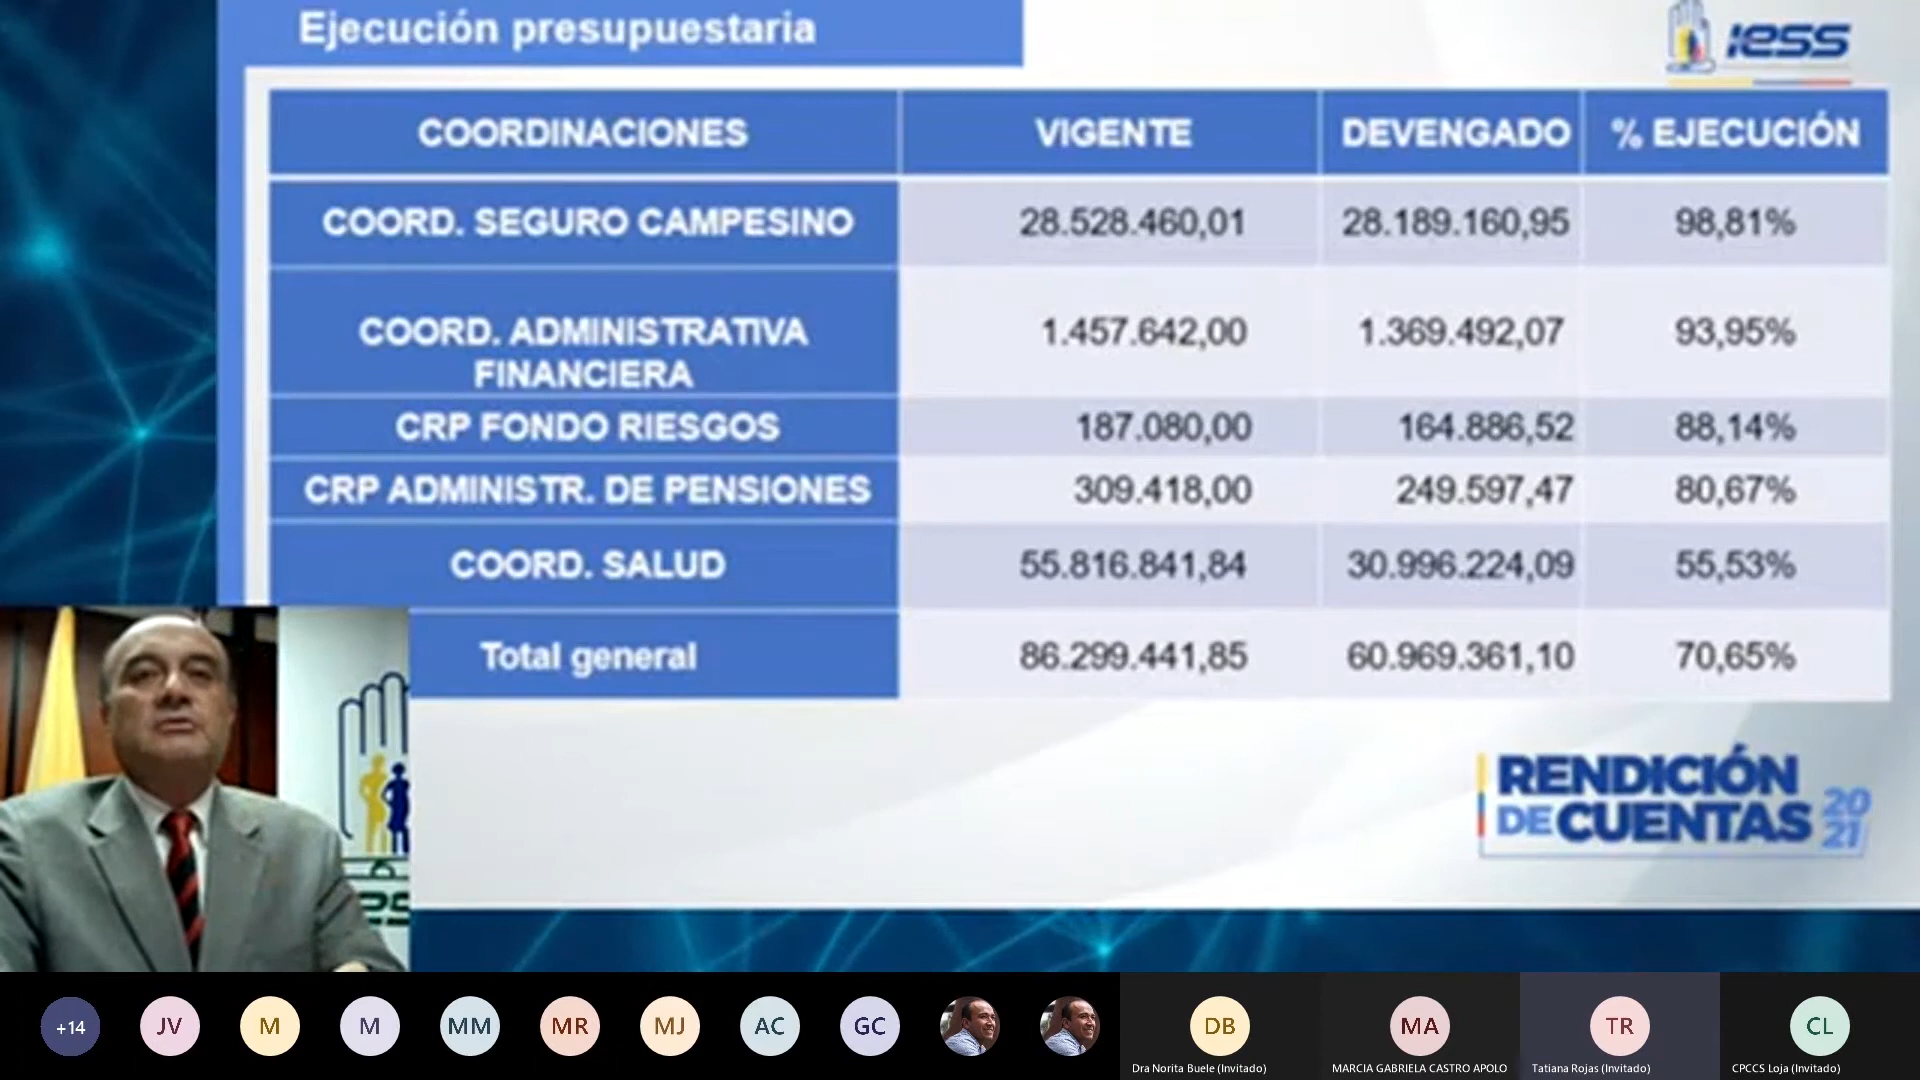 Ejecución presupuestaria
iess
COORDINACIONES VIGENTE DEVENGADO % EJECUCIÓN
COORD. SEGURO CAMPESINO 28.528.460,01 28.189.160,95 98,81%
COORD. ADMINISTRATIVA
FINANCIERA 1.457.642,00 1.369.492,07 93,95%
CRP FONDO RIESGOS 187.080,00 164.886,52 88,14%
CRP ADMINISTR. DE PENSIONES 309.418,00 249.597,47 80,67%
COORD. SALUD 55.816.841,84 30.996.224,09 55,53%
Total general 86.299.441,85 60.969.361,10 70,65%
RENDICIÓN
DE CUENTAS
20
21
+14 JV M M MM MR MJ AC GC DB MA TR CL
Dra Norita Buele (Invitado) MARCIA GABRIELA CASTRO APOLO Tatiana Rojas (Invitado) CPCCS Loja (Invitado)